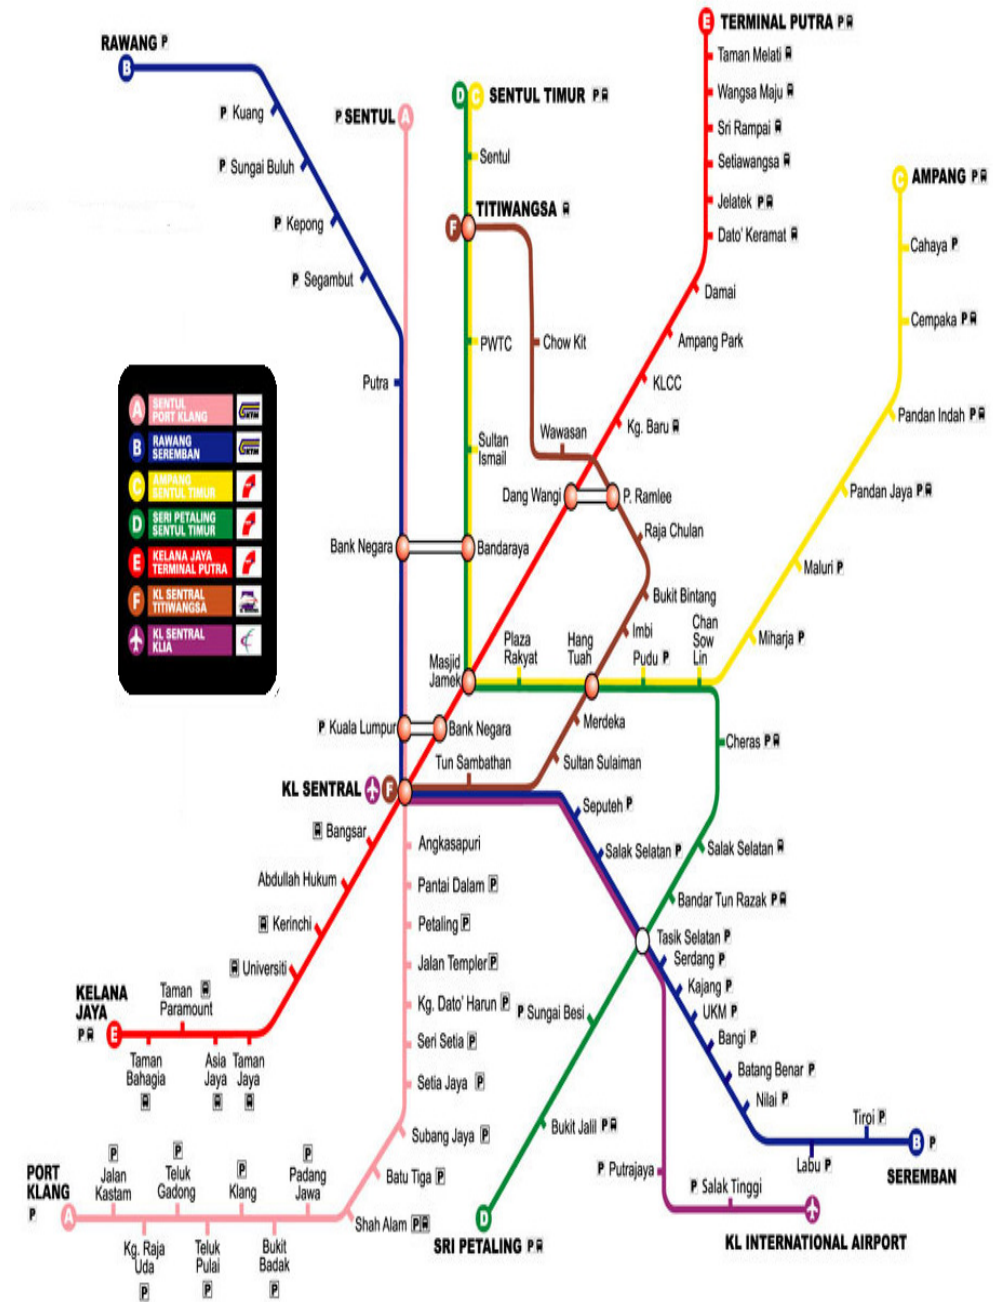 RAWANG P
B
P Kuang
P Sungai Buluh
P Kepong
P Segambut
Putra
P SENTUL A
D C SENTUL TIMUR P
Sentul
F TITIWANGSA
PWTC
Chow Kit
Sultan
Ismail
Wawasan
E TERMINAL PUTRA P
Taman Melati
Wangsa Maju
Sri Rampai
Setiawangsa
Jelatek P
Dato' Keramat
Damai
Ampang Park
KLCC
Kg. Baru
Dang Wangi
P. Ramlee
C AMPANG P
Cahaya P
Cempaka P
Pandan Indah P
Pandan Jaya P
Maluri P
Miharja P
A SENTUL
PORT KLANG
KTM
B RAWANG
SEREMBAN
KTM
C AMPANG
SENTUL TIMUR
D SERI PETALING
SENTUL TIMUR
E KELANA JAYA
TERMINAL PUTRA
F KL SENTRAL
TITIWANGSA
KL SENTRAL
KLIA
Bank Negara
Bandaraya
Raja Chulan
Bukit Bintang
Imbi
Masjid
Jamek
Plaza
Rakyat
Hang
Tuah
Pudu P
Chan
Sow
Lin
P Kuala Lumpur
Bank Negara
Merdeka
Tun Sambathan
Sultan Sulaiman
Cheras P
KL SENTRAL F
Seputeh P
Salak Selatan P
Salak Selatan
Bandar Tun Razak P
Tasik Selatan P
Serdang P
Kajang P
UKM P
Bangi P
Batang Benar P
Nilai P
Tiroi P
Labu P
B P
SEREMBAN
Bangsar
Abdullah Hukum
Kerinchi
Universiti
KELANA
JAYA
P
E
Taman
Paramount
Taman
Bahagia
Asia
Jaya
Taman
Jaya
Angkasapuri
Pantai Dalam P
Petaling P
Jalan Templer P
Kg. Dato' Harun P
Seri Setia P
Setia Jaya P
Subang Jaya P
Batu Tiga P
Shah Alam P
P Sungai Besi
Bukit Jalil P
D
SRI PETALING P
P Putrajaya
P Salak Tinggi
KL INTERNATIONAL AIRPORT
PORT
KLANG
P
A
P
Jalan
Kastam
P
Teluk
Gadong
P
Klang
P
Padang
Jawa
Kg. Raja
Uda
P
Teluk
Pulai
P
Bukit
Badak
P